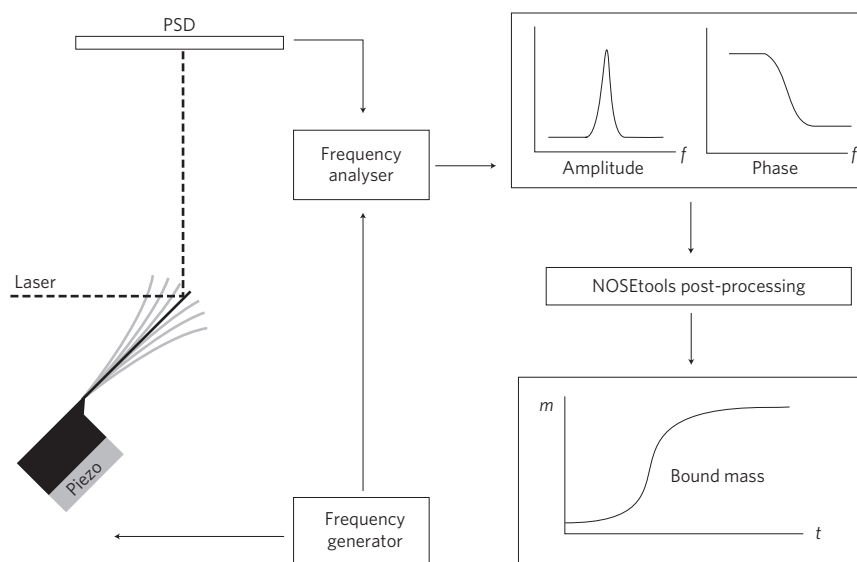 PSD
Frequency
analyser
Amplitude
f
Phase
f
Laser
NOSEtools post-processing
Piezo
Frequency
generator
m
Bound mass
t